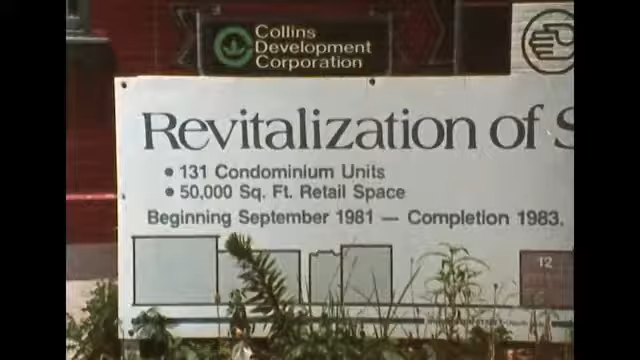 Collins
Development
Corporation
Revitalization of S
• 131 Condominium Units
• 50,000 Sq. Ft. Retail Space
Beginning September 1981 — Completion 1983.
12